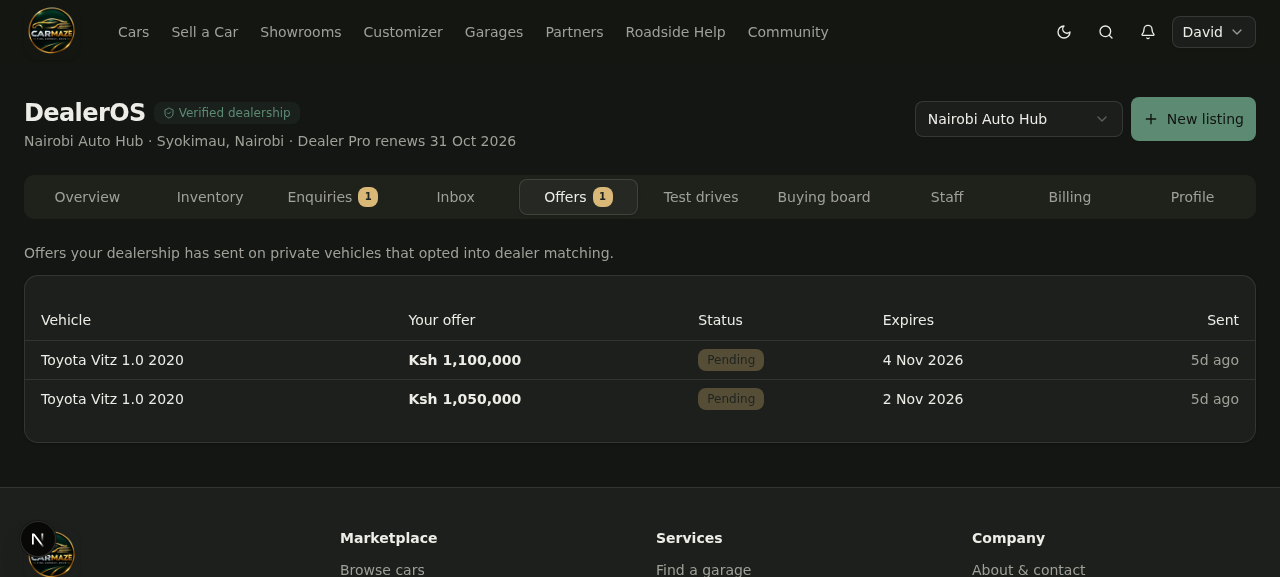 CARMAZE
Cars Sell a Car Showrooms Customizer Garages Partners Roadside Help Community David
DealerOS Verified dealership
Nairobi Auto Hub · Syokimau, Nairobi · Dealer Pro renews 31 Oct 2026
Nairobi Auto Hub
New listing
Overview Inventory Enquiries 1 Inbox Offers 1 Test drives Buying board Staff Billing Profile
Offers your dealership has sent on private vehicles that opted into dealer matching.
Vehicle Your offer Status Expires Sent
Toyota Vitz 1.0 2020 Ksh 1,100,000 Pending 4 Nov 2026 5d ago
Toyota Vitz 1.0 2020 Ksh 1,050,000 Pending 2 Nov 2026 5d ago
N
CARMAZE
Marketplace Services Company
Browse cars Find a garage About & contact